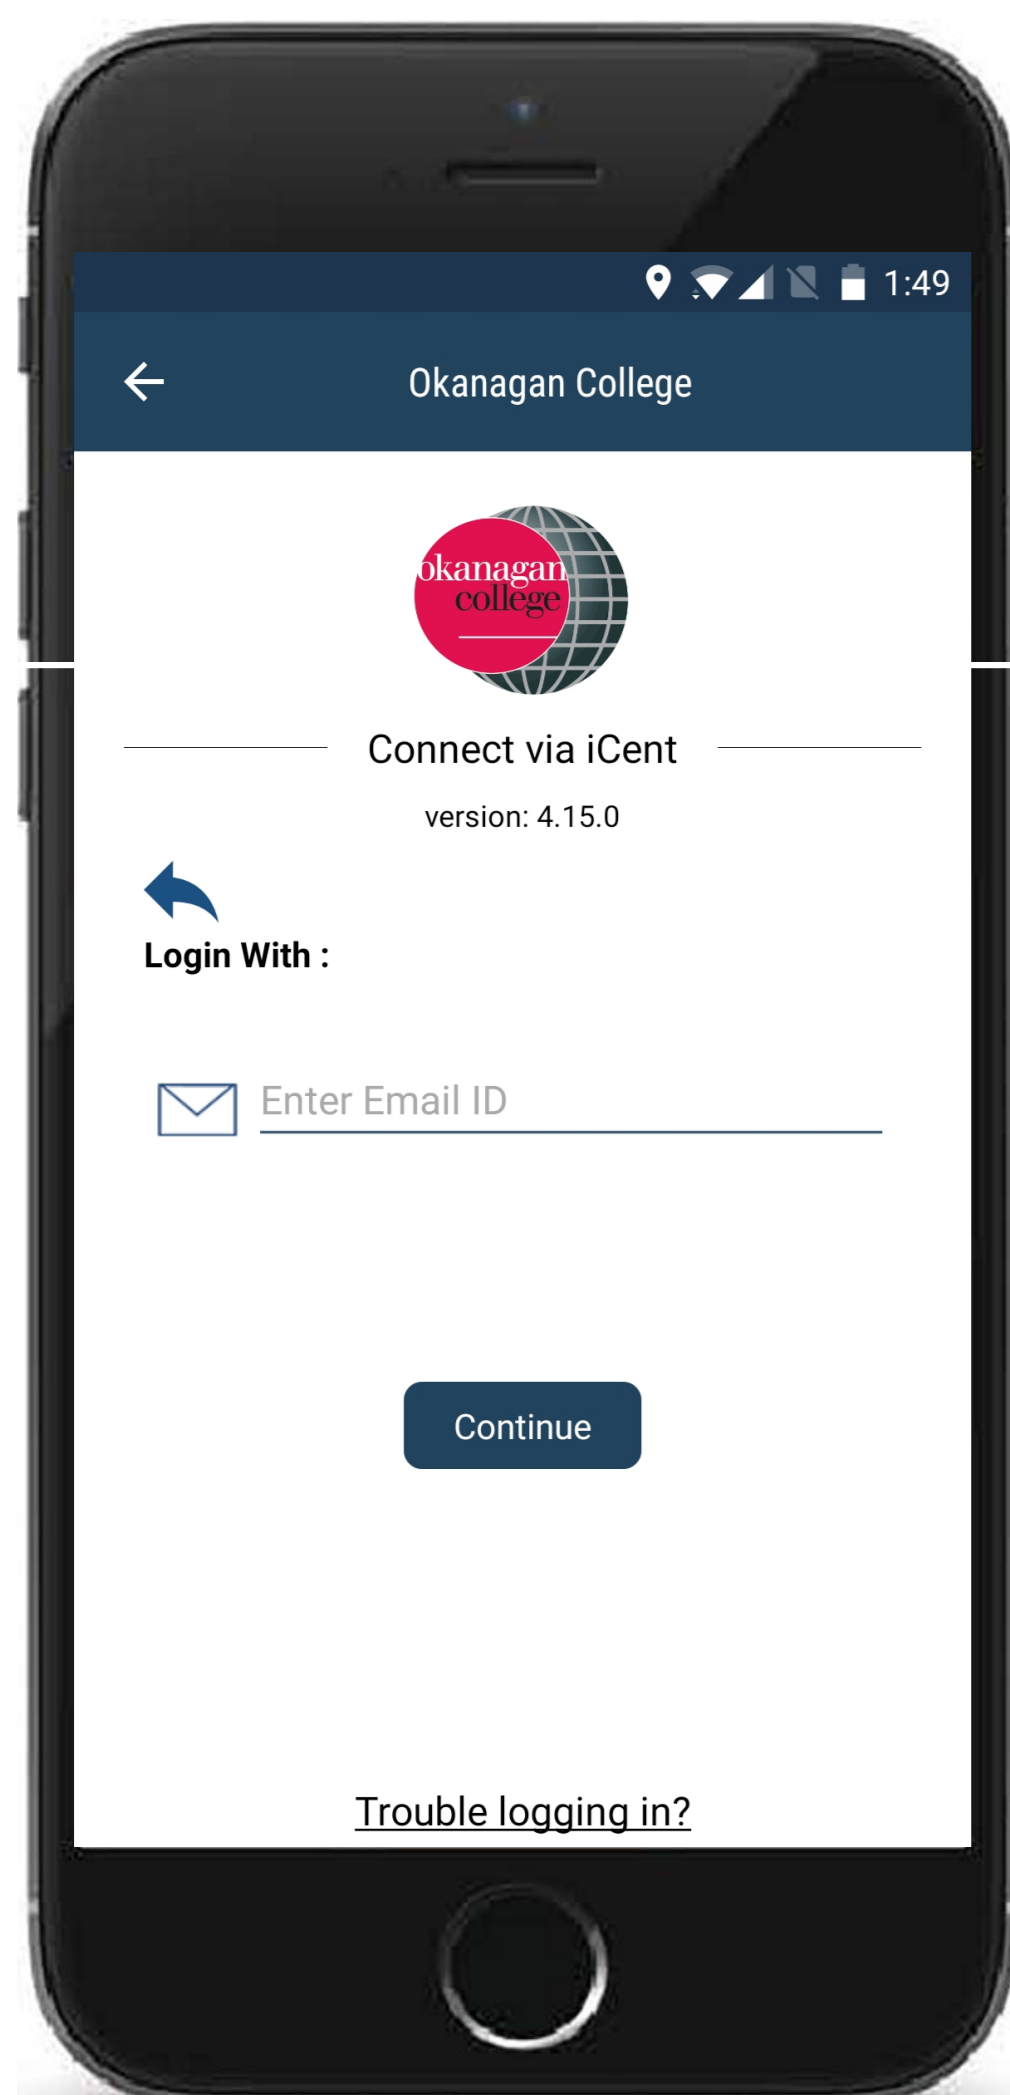 1:49
Okanagan College
okanagan
college
Connect via iCent
version: 4.15.0
Login With :
Enter Email ID
Continue
Trouble logging in?